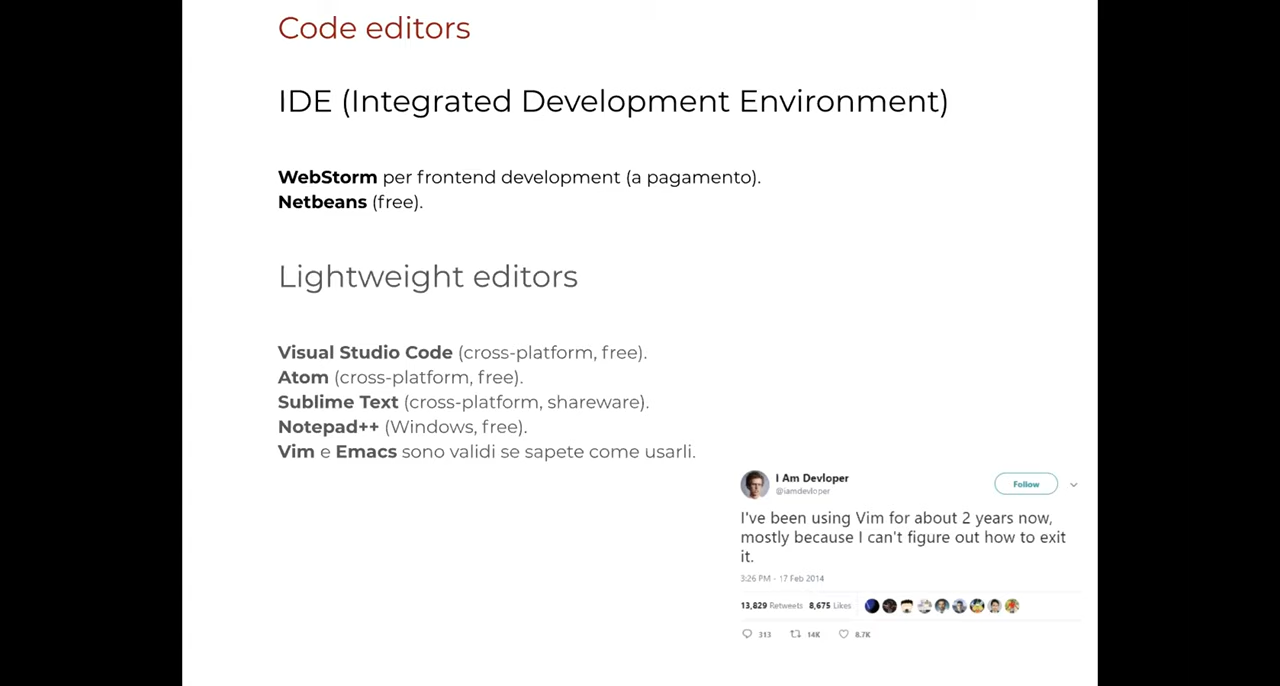 Code editors
IDE (Integrated Development Environment)
WebStorm per frontend development (a pagamento).
Netbeans (free).
Lightweight editors
Visual Studio Code (cross-platform, free).
Atom (cross-platform, free).
Sublime Text (cross-platform, shareware).
Notepad++ (Windows, free).
Vim e Emacs sono validi se sapete come usarli.
I Am Devloper
@iamdevloper
Follow
I've been using Vim for about 2 years now,
mostly because I can't figure out how to exit
it.
3:26 PM - 17 Feb 2014
13,829 Retweets 8,675 Likes
313 14K 8.7K